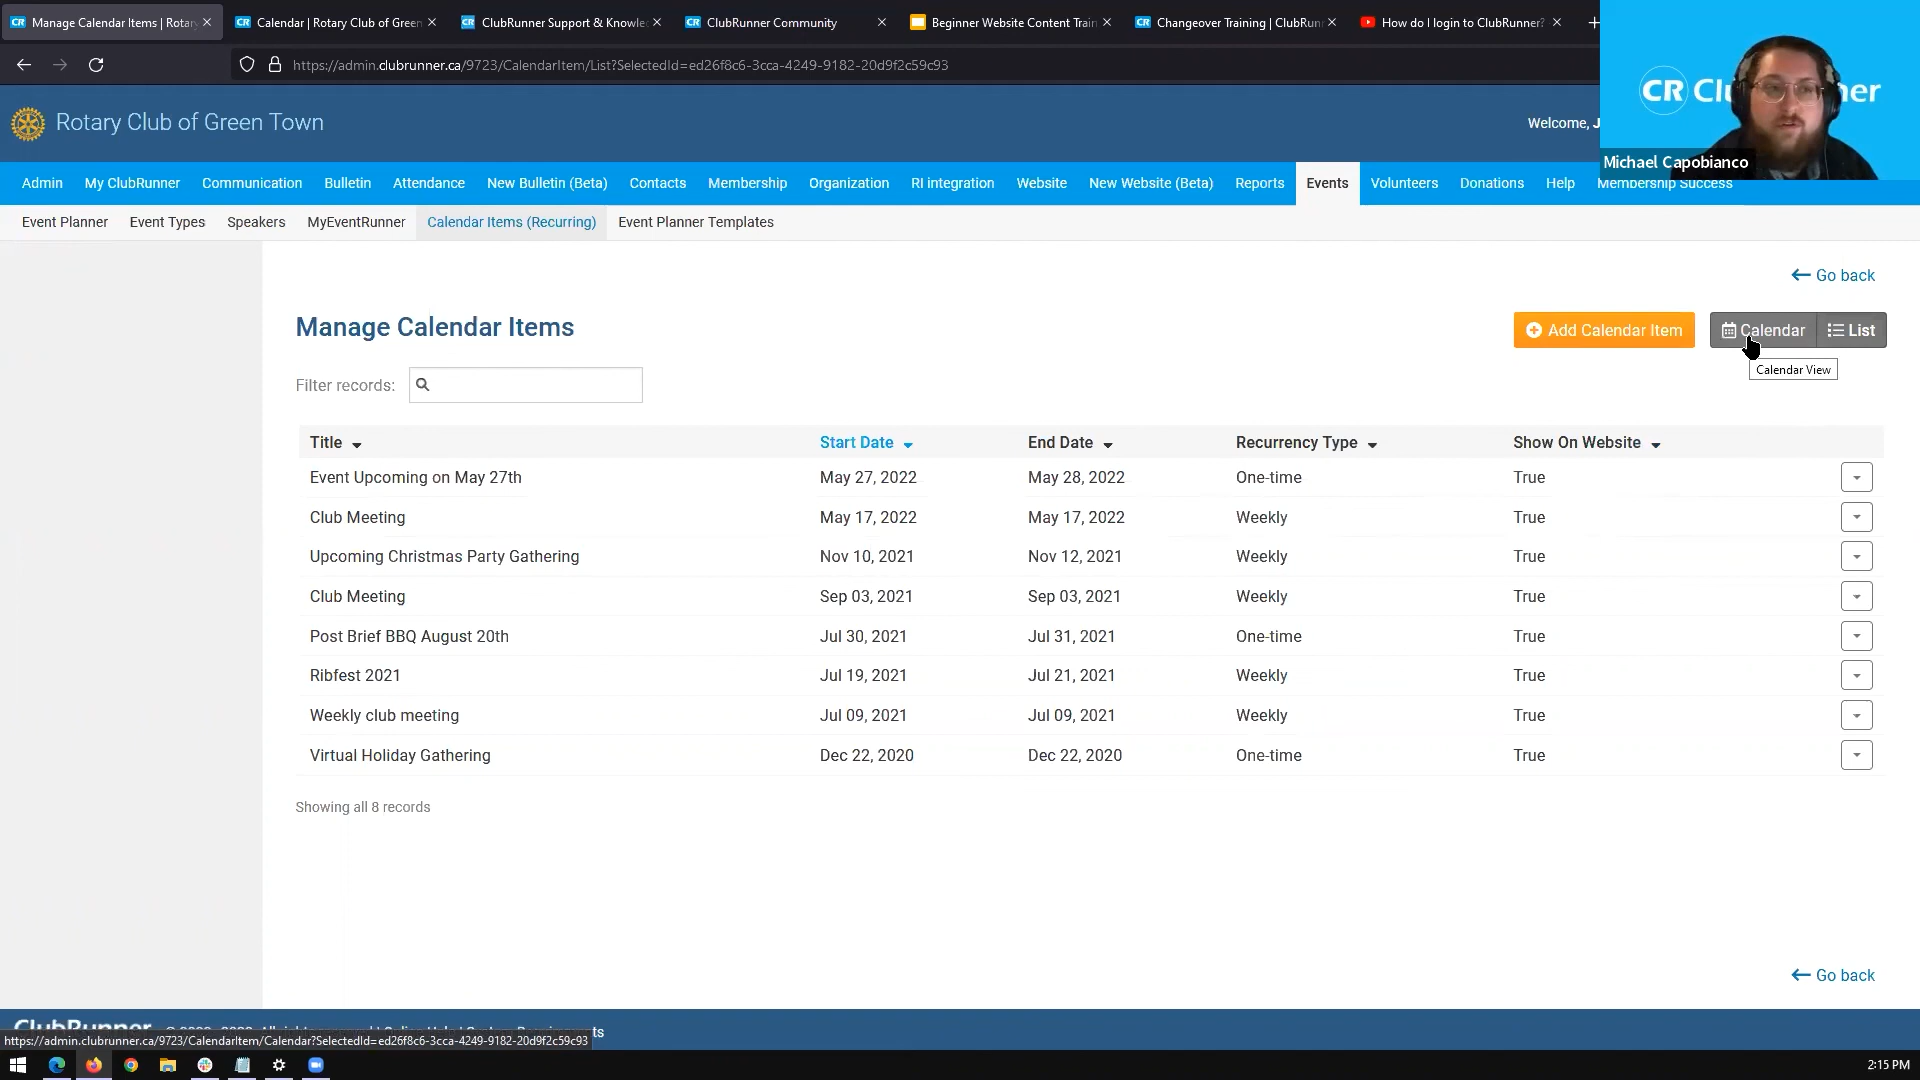 CR Manage Calendar Items | Rotar
CR Calendar | Rotary Club of Green
CR ClubRunner Support & Knowle
CR ClubRunner Community
Beginner Website Content Train
CR Changeover Training | ClubRun
How do I login to ClubRunner?
https://admin.clubrunner.ca/9723/CalendarItem/List?SelectedId=ed26f8c6-3cca-4249-9182-20d9f2c59c93
CR
Michael Capobianco
Rotary Club of Green Town
Welcome, J
Admin My ClubRunner Communication Bulletin Attendance New Bulletin (Beta) Contacts Membership Organization RI integration Website New Website (Beta) Reports Events Volunteers Donations Help Membership Success
Event Planner Event Types Speakers MyEventRunner Calendar Items (Recurring) Event Planner Templates
Go back
Manage Calendar Items
Add Calendar Item
Calendar List
Calendar View
Filter records:
Title Start Date End Date Recurrency Type Show On Website
Event Upcoming on May 27th May 27, 2022 May 28, 2022 One-time True
Club Meeting May 17, 2022 May 17, 2022 Weekly True
Upcoming Christmas Party Gathering Nov 10, 2021 Nov 12, 2021 Weekly True
Club Meeting Sep 03, 2021 Sep 03, 2021 Weekly True
Post Brief BBQ August 20th Jul 30, 2021 Jul 31, 2021 One-time True
Ribfest 2021 Jul 19, 2021 Jul 21, 2021 Weekly True
Weekly club meeting Jul 09, 2021 Jul 09, 2021 Weekly True
Virtual Holiday Gathering Dec 22, 2020 Dec 22, 2020 One-time True
Showing all 8 records
Go back
https://admin.clubrunner.ca/9723/CalendarItem/Calendar?SelectedId=ed26f8c6-3cca-4249-9182-20d9f2c59c93
2:15 PM